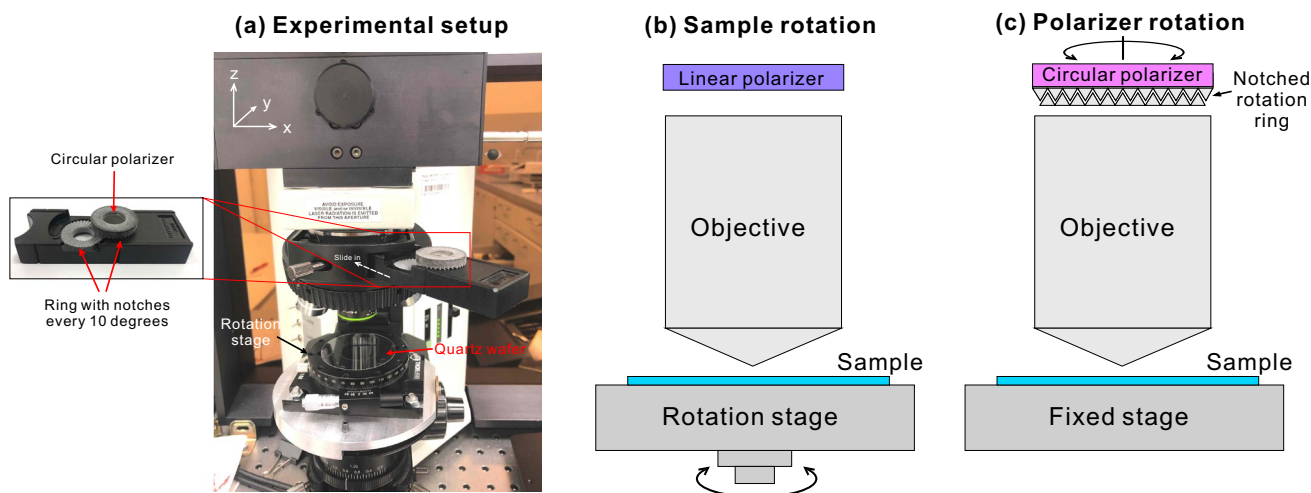 (a) Experimental setup
z
y
x
Circular polarizer
Ring with notches
every 10 degrees
AVOID EXPOSURE
VISIBLE and/or INVISIBLE
LASER RADIATION IS EMITTED
FROM THIS APERTURE
Slide in
Rotation
stage
Quartz wafer
(b) Sample rotation
Linear polarizer
Objective
Sample
Rotation stage
(c) Polarizer rotation
Circular polarizer
Notched
rotation
ring
Objective
Sample
Fixed stage